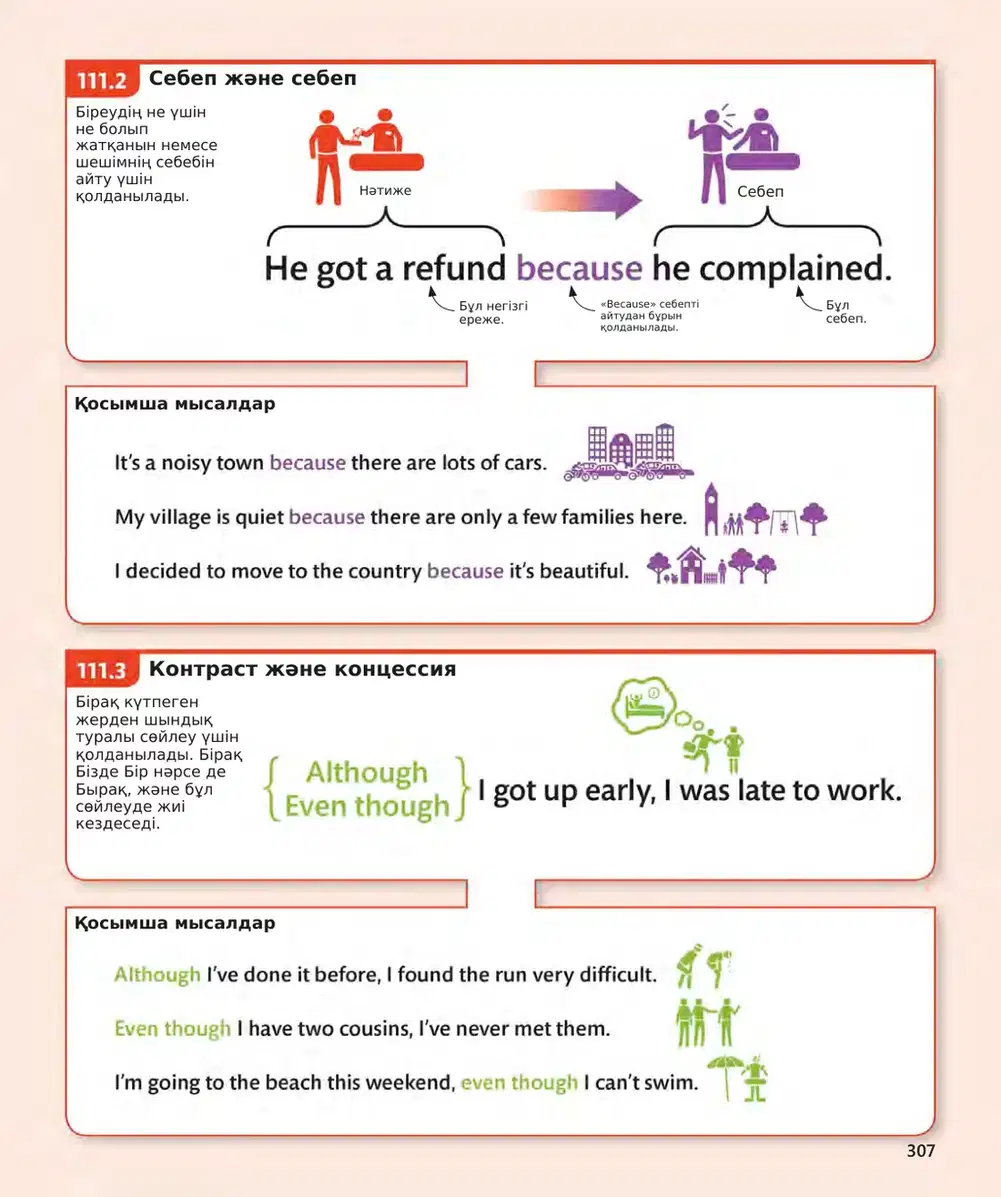 111.2 Себеп және себеп
Біреудің не үшін
не болып
жатқанын немесе
шешімнің себебін
айту үшін
қолданылады.
Нәтиже
Себеп
He got a refund because he complained.
Бұл негізгі
ереже.
«Because» себепті
айтудан бұрын
қолданылады.
Бұл
себеп.
Қосымша мысалдар
It's a noisy town because there are lots of cars.
My village is quiet because there are only a few families here.
I decided to move to the country because it's beautiful.
111.3 Контраст және концессия
Бірақ күтпеген
жерден шындық
туралы сөйлеу үшін
қолданылады. Бірақ
Бізде Бір нәрсе де
Бырақ, және бұл
сөйлеуде жиі
кездеседі.
Although
Even though
I got up early, I was late to work.
Қосымша мысалдар
Although I've done it before, I found the run very difficult.
Even though I have two cousins, I've never met them.
I'm going to the beach this weekend, even though I can't swim.
307